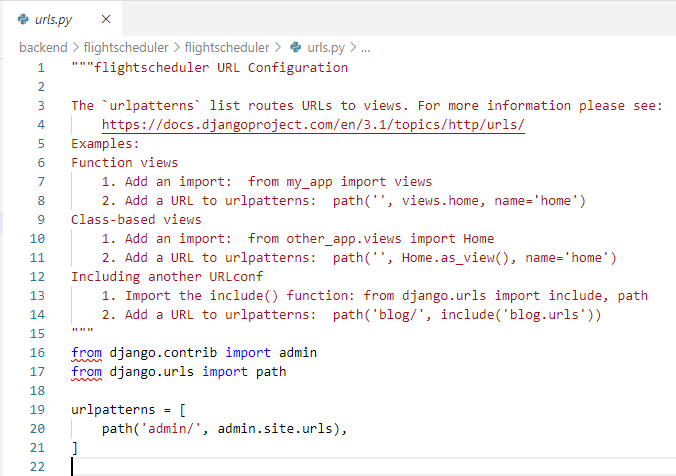 urls.py ×
backend > flightscheduler > flightscheduler > urls.py > ...
1 """flightscheduler URL Configuration
2
3 The `urlpatterns` list routes URLs to views. For more information please see:
4     https://docs.djangoproject.com/en/3.1/topics/http/urls/
5 Examples:
6 Function views
7     1. Add an import:  from my_app import views
8     2. Add a URL to urlpatterns:  path('', views.home, name='home')
9 Class-based views
10     1. Add an import:  from other_app.views import Home
11     2. Add a URL to urlpatterns:  path('', Home.as_view(), name='home')
12 Including another URLconf
13     1. Import the include() function: from django.urls import include, path
14     2. Add a URL to urlpatterns:  path('blog/', include('blog.urls'))
15 """
16 from django.contrib import admin
17 from django.urls import path
18
19 urlpatterns = [
20     path('admin/', admin.site.urls),
21 ]
22